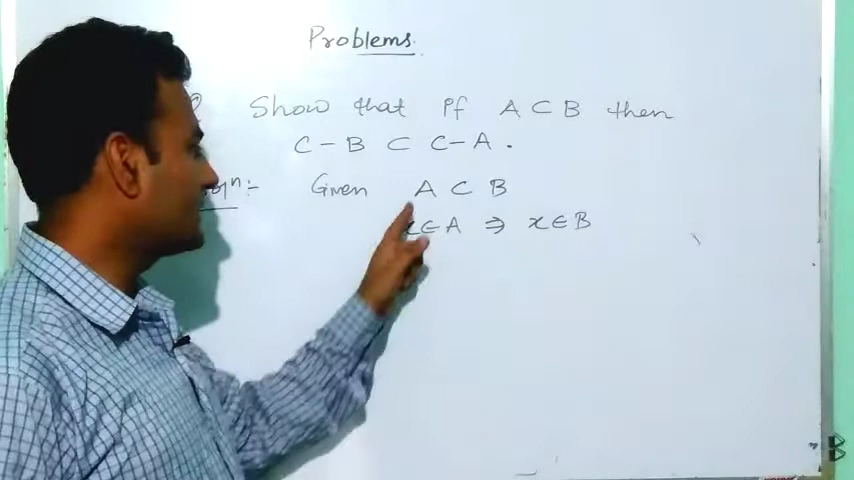 Problems.
Show that if A ⊂ B then
C - B ⊂ C - A.
Given A ⊂ B
x ∈ A ⇒ x ∈ B